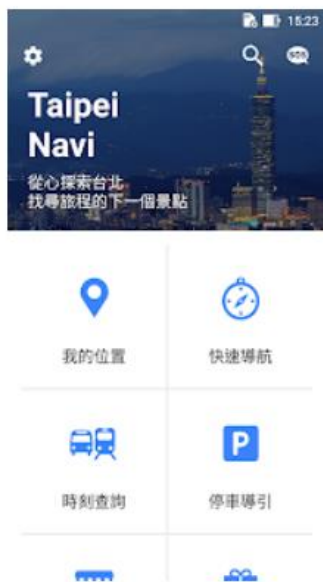 15:23
SOS
Taipei
Navi
從心探索台北
找尋旅程的下一個景點
我的位置
快速導航
時刻查詢
P
停車導引